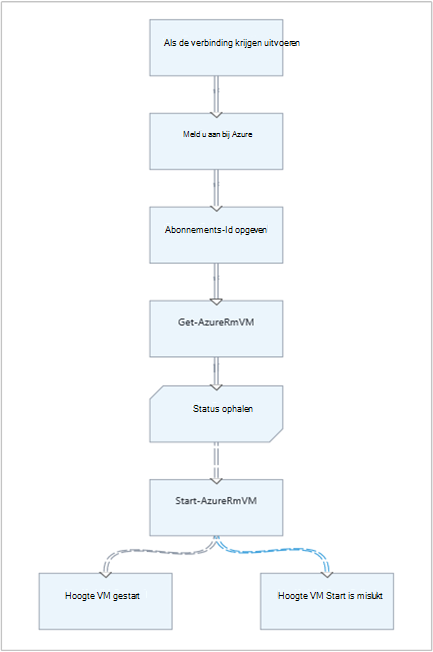 Als de verbinding krijgen uitvoeren
Meld u aan bij Azure
Abonnements-Id opgeven
Get-AzureRmVM
Status ophalen
Start-AzureRmVM
Hoogte VM gestart
Hoogte VM Start is mislukt